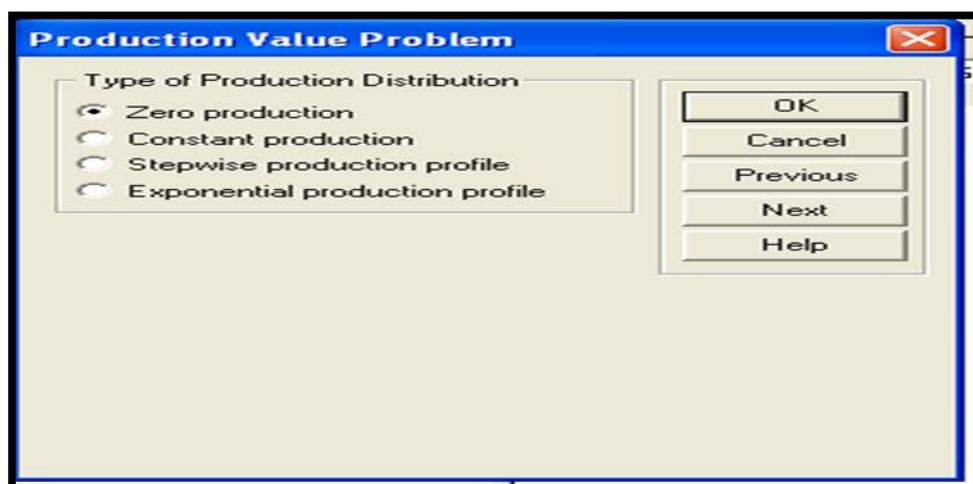 Production Value Problem
Type of Production Distribution
Zero production
Constant production
Stepwise production profile
Exponential production profile
OK
Cancel
Previous
Next
Help